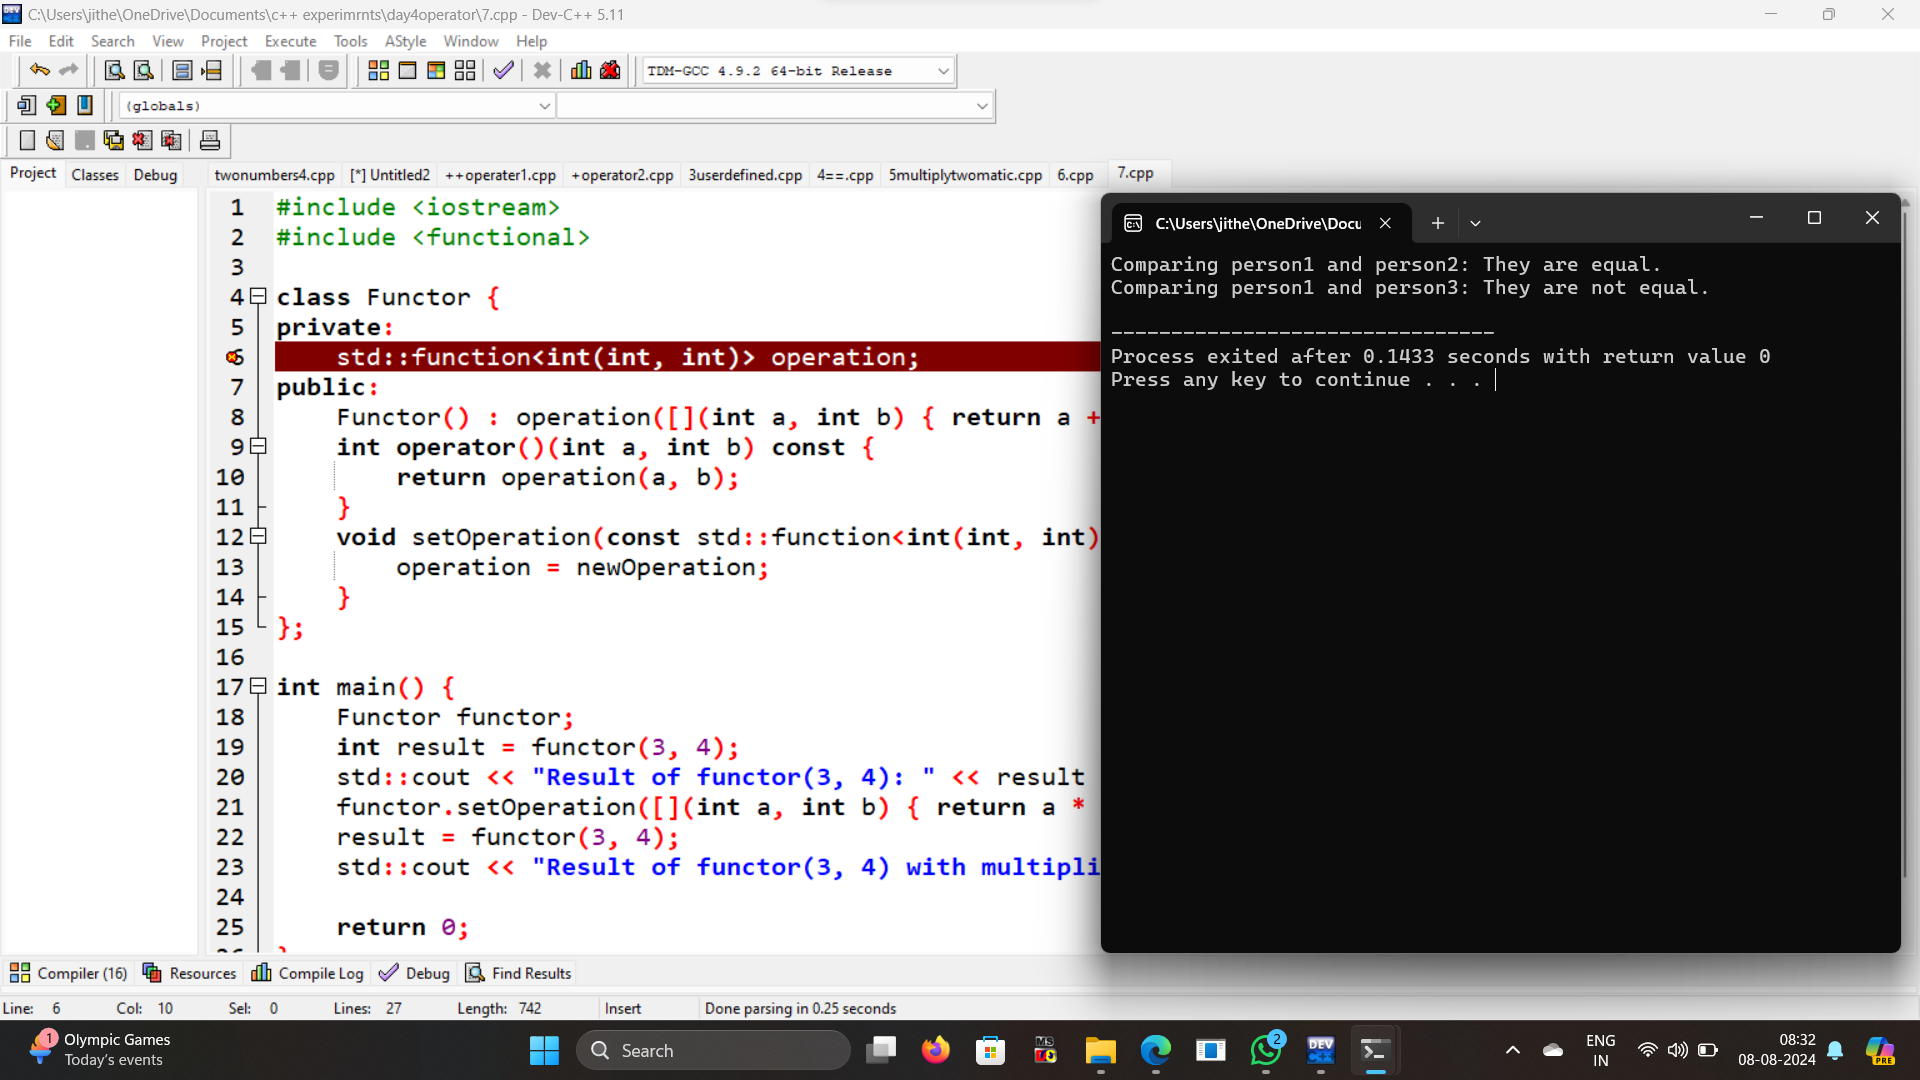 C:\Users\jithe\OneDrive\Documents\c++ experimrnts\day4operator\7.cpp - Dev-C++ 5.11
File Edit Search View Project Execute Tools AStyle Window Help
TDM-GCC 4.9.2 64-bit Release
(globals)
Project Classes Debug
twonumbers4.cpp [*] Untitled2 ++operater1.cpp +operator2.cpp 3userdefined.cpp 4==.cpp 5multiplytwomatic.cpp 6.cpp 7.cpp
1 #include <iostream>
2 #include <functional>
3
4 class Functor {
5 private:
6 std::function<int(int, int)> operation;
7 public:
8 Functor() : operation([](int a, int b) { return a +
9 int operator()(int a, int b) const {
10 return operation(a, b);
11 }
12 void setOperation(const std::function<int(int, int)
13 operation = newOperation;
14 }
15 };
16
17 int main() {
18 Functor functor;
19 int result = functor(3, 4);
20 std::cout << "Result of functor(3, 4): " << result
21 functor.setOperation([](int a, int b) { return a *
22 result = functor(3, 4);
23 std::cout << "Result of functor(3, 4) with multipli
24
25 return 0;
C:\Users\jithe\OneDrive\Docu
Comparing person1 and person2: They are equal.
Comparing person1 and person3: They are not equal.
--------------------------------
Process exited after 0.1433 seconds with return value 0
Press any key to continue . . .
Compiler (16) Resources Compile Log Debug Find Results
Line: 6 Col: 10 Sel: 0 Lines: 27 Length: 742 Insert Done parsing in 0.25 seconds
1
Olympic Games
Today's events
Search
MS
2
DEV
ENG
IN
08:32
08-08-2024
PRE